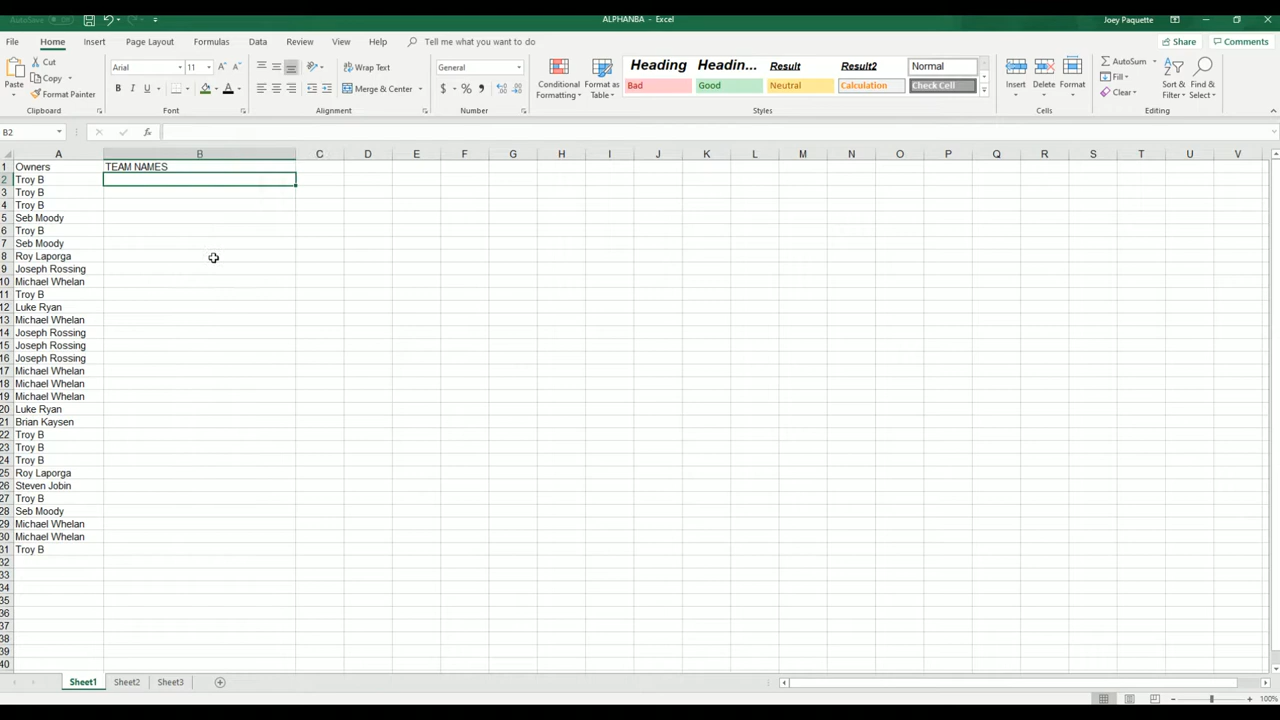 AutoSave Off
ALPHANBA - Excel
Joey Paquette
File Home Insert Page Layout Formulas Data Review View Help Tell me what you want to do Share Comments
Paste Cut Copy Format Painter Clipboard
Arial 11 Font
Wrap Text Merge & Center Alignment
General Number
Conditional Formatting Format as Table
Heading Headin... Result Result2 Normal
Bad Good Neutral Calculation Check Cell
Styles
Insert Delete Format Cells
AutoSum Fill Clear Sort & Filter Find & Select Editing
B2 fx
A B C D E F G H I J K L M N O P Q R S T U V
1 Owners TEAM NAMES
2 Troy B
3 Troy B
4 Troy B
5 Seb Moody
6 Troy B
7 Seb Moody
8 Roy Laporga
9 Joseph Rossing
10 Michael Whelan
11 Troy B
12 Luke Ryan
13 Michael Whelan
14 Joseph Rossing
15 Joseph Rossing
16 Joseph Rossing
17 Michael Whelan
18 Michael Whelan
19 Michael Whelan
20 Luke Ryan
21 Brian Kaysen
22 Troy B
23 Troy B
24 Troy B
25 Roy Laporga
26 Steven Jobin
27 Troy B
28 Seb Moody
29 Michael Whelan
30 Michael Whelan
31 Troy B
32
33
34
35
36
37
38
39
40
Sheet1 Sheet2 Sheet3
100%